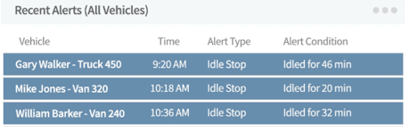 Recent Alerts (All Vehicles)
Vehicle Time Alert Type Alert Condition
Gary Walker - Truck 450 9:20 AM Idle Stop Idled for 46 min
Mike Jones - Van 320 10:18 AM Idle Stop Idled for 20 min
William Barker - Van 240 10:36 AM Idle Stop Idled for 32 min